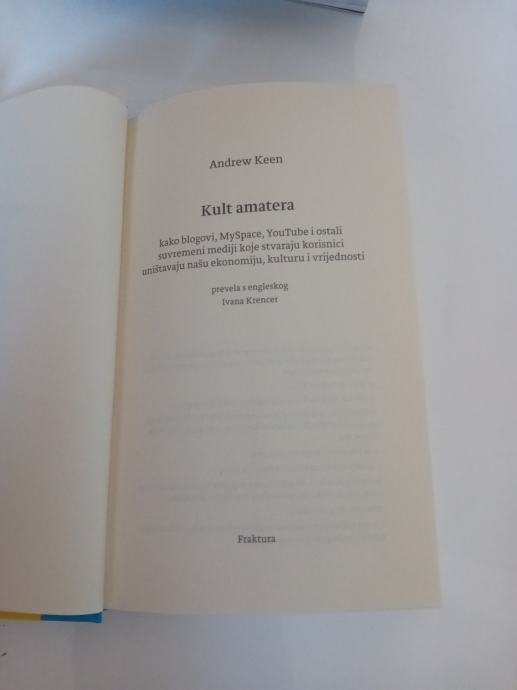 Andrew Keen
Kult amatera
kako blogovi, MySpace, YouTube i ostali
suvremeni mediji koje stvaraju korisnici
uništavaju našu ekonomiju, kulturu i vrijednosti
prevela s engleskog
Ivana Krencer
Fraktura